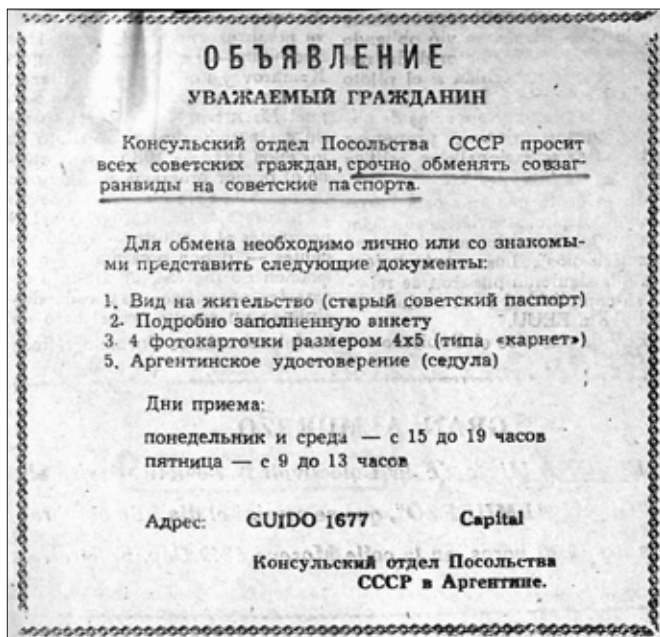 ОБЪЯВЛЕНИЕ
УВАЖАЕМЫЙ ГРАЖДАНИН
Консульский отдел Посольства СССР просит
всех советских граждан, срочно обменять совзаг-
ранвиды на советские паспорта.
Для обмена необходимо лично или со знакомы-
ми представить следующие документы:
1. Вид на жительство (старый советский паспорт)
2. Подробно заполненную анкету
3. 4 фотокарточки размером 4x5 (типа «карнет»)
5. Аргентинское удостоверение (седула)
Дни приема:
понедельник и среда — с 15 до 19 часов
пятница — с 9 до 13 часов
Адрес: GUIDO 1677 Capital
Консульский отдел Посольства
СССР в Аргентине.